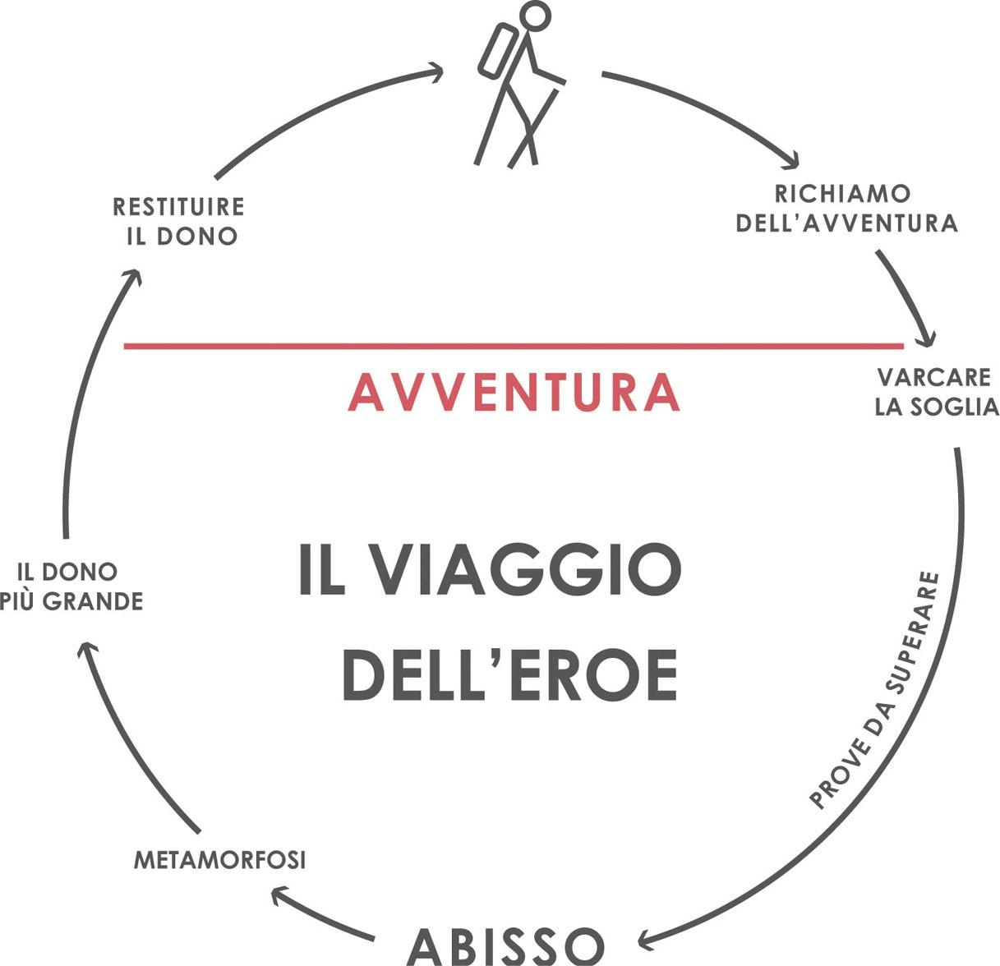 RICHIAMO
DELL'AVVENTURA
VARCARE
LA SOGLIA
PROVE DA SUPERARE
ABISSO
METAMORFOSI
IL DONO
PIÙ GRANDE
RESTITUIRE
IL DONO
AVVENTURA
IL VIAGGIO
DELL'EROE